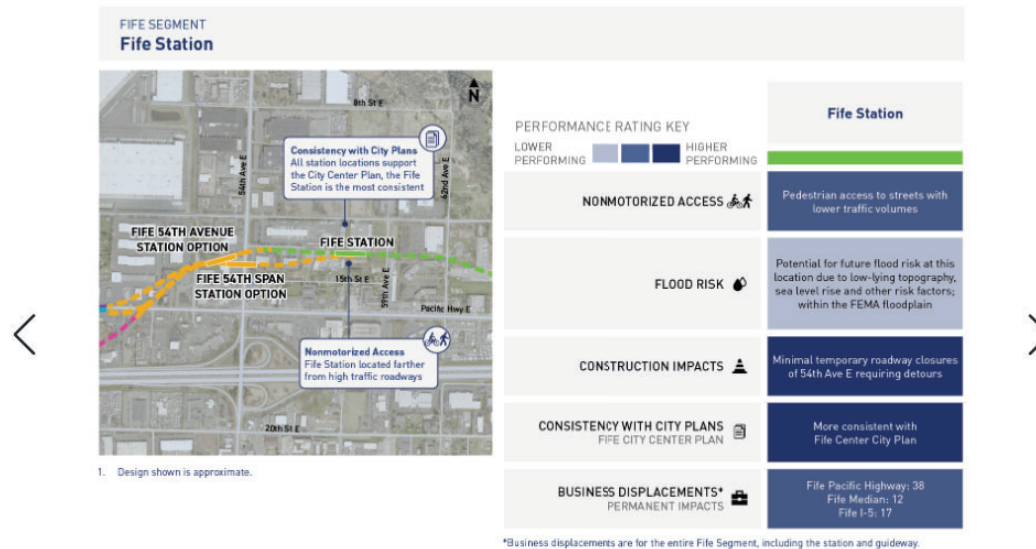 FIFE SEGMENT
Fife Station
N
8th St E
Consistency with City Plans
All station locations support
the City Center Plan, the Fife
Station is the most consistent
54th Ave E
62nd Ave E
FIFE 54TH AVENUE
STATION OPTION
FIFE STATION
FIFE 54TH SPAN
STATION OPTION
15th St E
59th Ave E
Pacific Hwy E
Nonmotorized Access
Fife Station located farther
from high traffic roadways
20th St E
1. Design shown is approximate.
PERFORMANCE RATING KEY
LOWER
PERFORMING
HIGHER
PERFORMING
Fife Station
NONMOTORIZED ACCESS
Pedestrian access to streets with
lower traffic volumes
FLOOD RISK
Potential for future flood risk at this
location due to low-lying topography,
sea level rise and other risk factors;
within the FEMA floodplain
CONSTRUCTION IMPACTS
Minimal temporary roadway closures
of 54th Ave E requiring detours
CONSISTENCY WITH CITY PLANS
FIFE CITY CENTER PLAN
More consistent with
Fife Center City Plan
BUSINESS DISPLACEMENTS*
PERMANENT IMPACTS
Fife Pacific Highway: 38
Fife Median: 12
Fife I-5: 17
*Business displacements are for the entire Fife Segment, including the station and guideway.